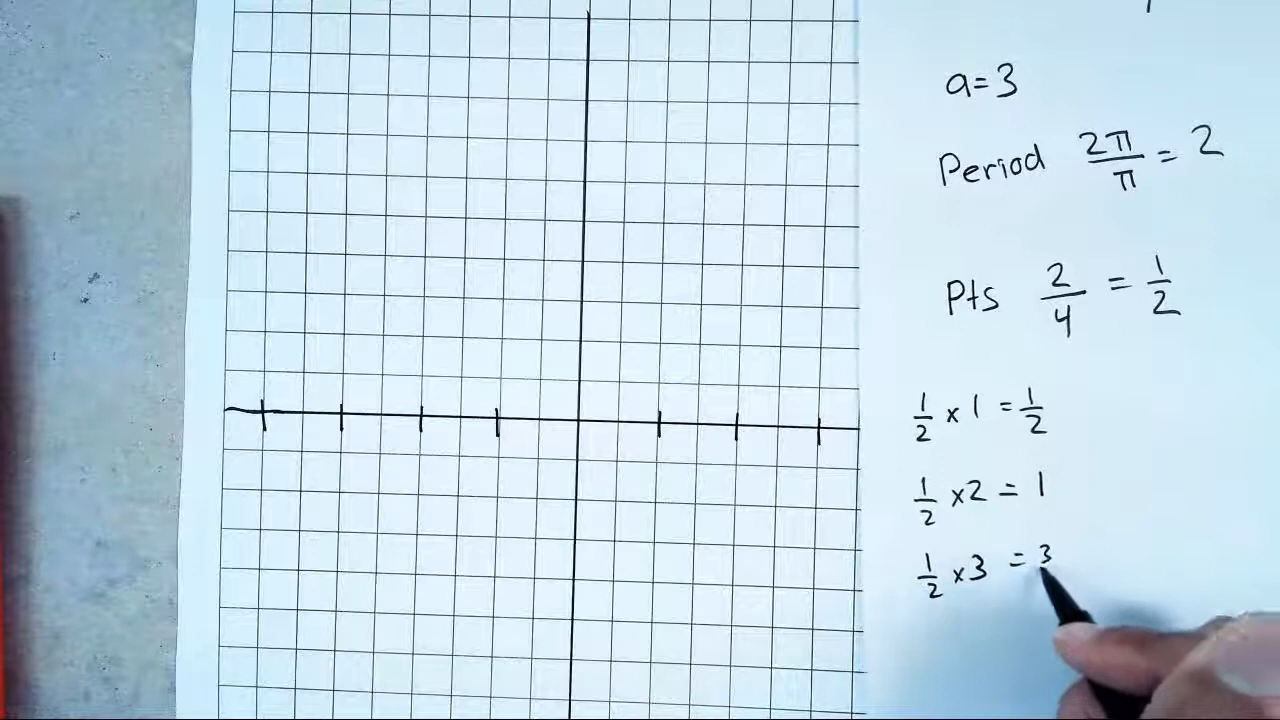 a=3
Period 2π/π = 2
Pts 2/4 = 1/2
1/2 x 1 = 1/2
1/2 x 2 = 1
1/2 x 3 = 3